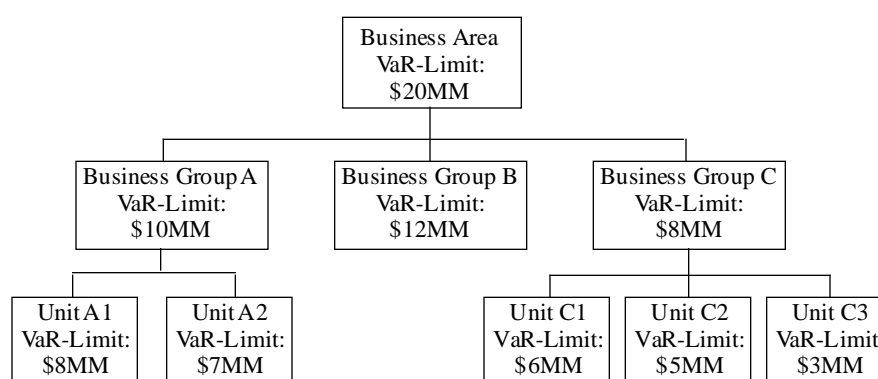 Business Area
VaR-Limit:
$20MM
Business Group A
VaR-Limit:
$10MM
Business Group B
VaR-Limit:
$12MM
Business Group C
VaR-Limit:
$8MM
Unit A1
VaR-Limit:
$8MM
Unit A2
VaR-Limit:
$7MM
Unit C1
VaR-Limit:
$6MM
Unit C2
VaR-Limit:
$5MM
Unit C3
VaR-Limit
$3MM